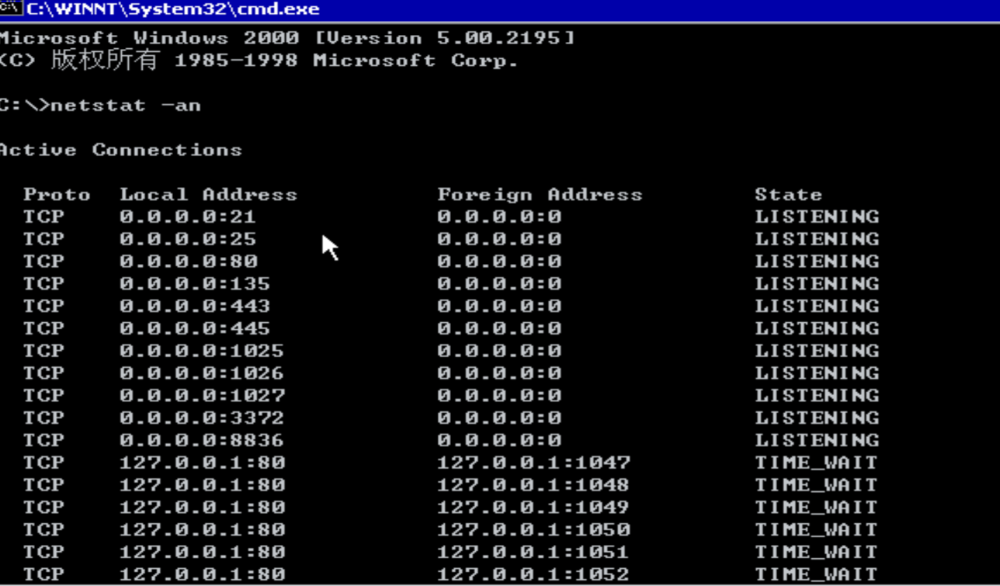 C:\WINNT\System32\cmd.exe
Microsoft Windows 2000 [Version 5.00.2195]
(C) 版权所有 1985-1998 Microsoft Corp.
C:\>netstat -an
Active Connections
Proto  Local Address          Foreign Address        State
TCP    0.0.0.0:21             0.0.0.0:0              LISTENING
TCP    0.0.0.0:25             0.0.0.0:0              LISTENING
TCP    0.0.0.0:80             0.0.0.0:0              LISTENING
TCP    0.0.0.0:135            0.0.0.0:0              LISTENING
TCP    0.0.0.0:443            0.0.0.0:0              LISTENING
TCP    0.0.0.0:445            0.0.0.0:0              LISTENING
TCP    0.0.0.0:1025           0.0.0.0:0              LISTENING
TCP    0.0.0.0:1026           0.0.0.0:0              LISTENING
TCP    0.0.0.0:1027           0.0.0.0:0              LISTENING
TCP    0.0.0.0:3372           0.0.0.0:0              LISTENING
TCP    0.0.0.0:8836           0.0.0.0:0              LISTENING
TCP    127.0.0.1:80           127.0.0.1:1047         TIME_WAIT
TCP    127.0.0.1:80           127.0.0.1:1048         TIME_WAIT
TCP    127.0.0.1:80           127.0.0.1:1049         TIME_WAIT
TCP    127.0.0.1:80           127.0.0.1:1050         TIME_WAIT
TCP    127.0.0.1:80           127.0.0.1:1051         TIME_WAIT
TCP    127.0.0.1:80           127.0.0.1:1052         TIME_WAIT